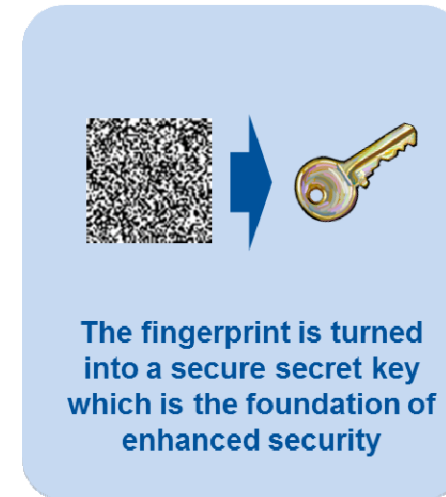 The fingerprint is turned
into a secure secret key
which is the foundation of
enhanced security